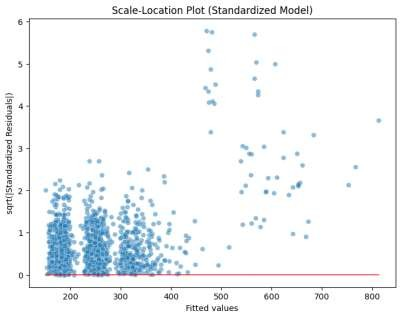 Scale-Location Plot (Standardized Model)
6
5
4
3
2
1
0
sqrt(|Standardized Residuals|)
200 300 400 500 600 700 800
Fitted values